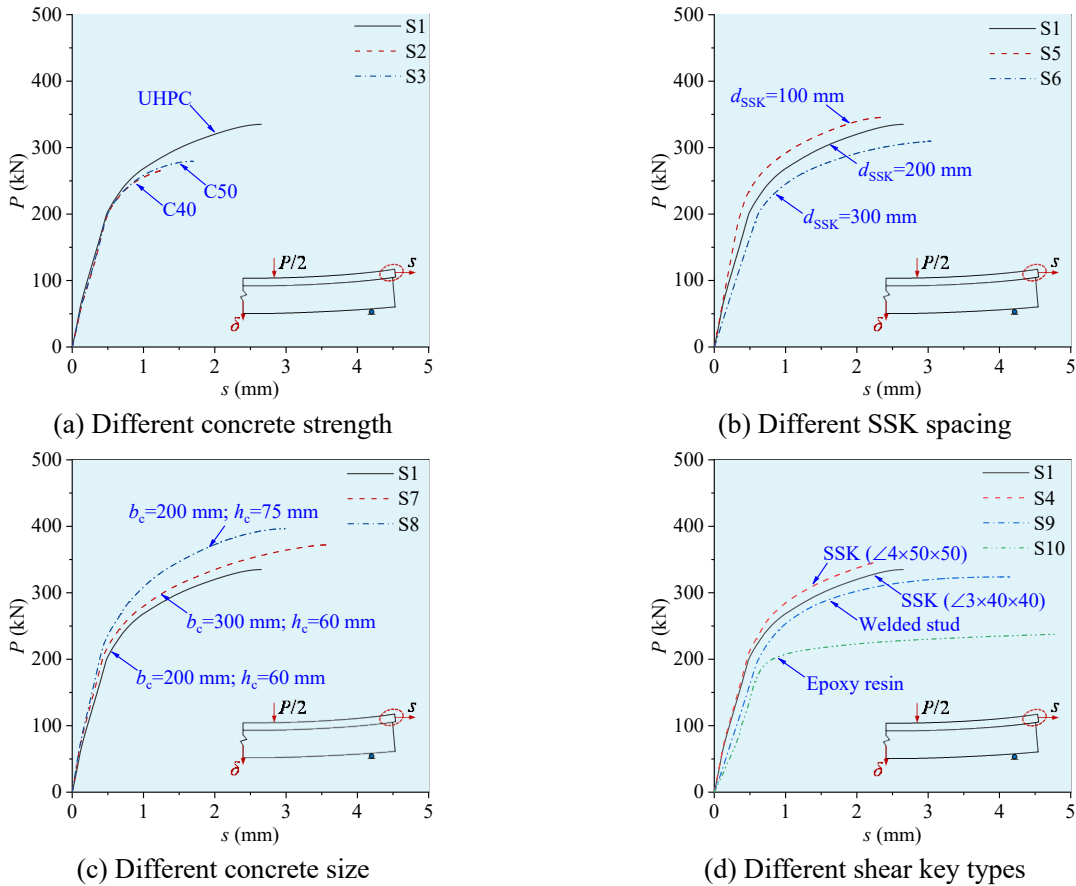 500
400
300
200
100
0
P (kN)
S1
S2
S3
UHPC
C50
C40
P/2
s
δ
0 1 2 3 4 5
s (mm)
(a) Different concrete strength
500
400
300
200
100
0
P (kN)
S1
S5
S6
dSSK=100 mm
dSSK=200 mm
dSSK=300 mm
P/2
s
δ
0 1 2 3 4 5
s (mm)
(b) Different SSK spacing
500
400
300
200
100
0
P (kN)
S1
S7
S8
bc=200 mm; hc=75 mm
bc=300 mm; hc=60 mm
bc=200 mm; hc=60 mm
P/2
s
δ
0 1 2 3 4 5
s (mm)
(c) Different concrete size
500
400
300
200
100
0
P (kN)
S1
S4
S9
S10
SSK (∠4×50×50)
SSK (∠3×40×40)
Welded stud
Epoxy resin
P/2
s
δ
0 1 2 3 4 5
s (mm)
(d) Different shear key types